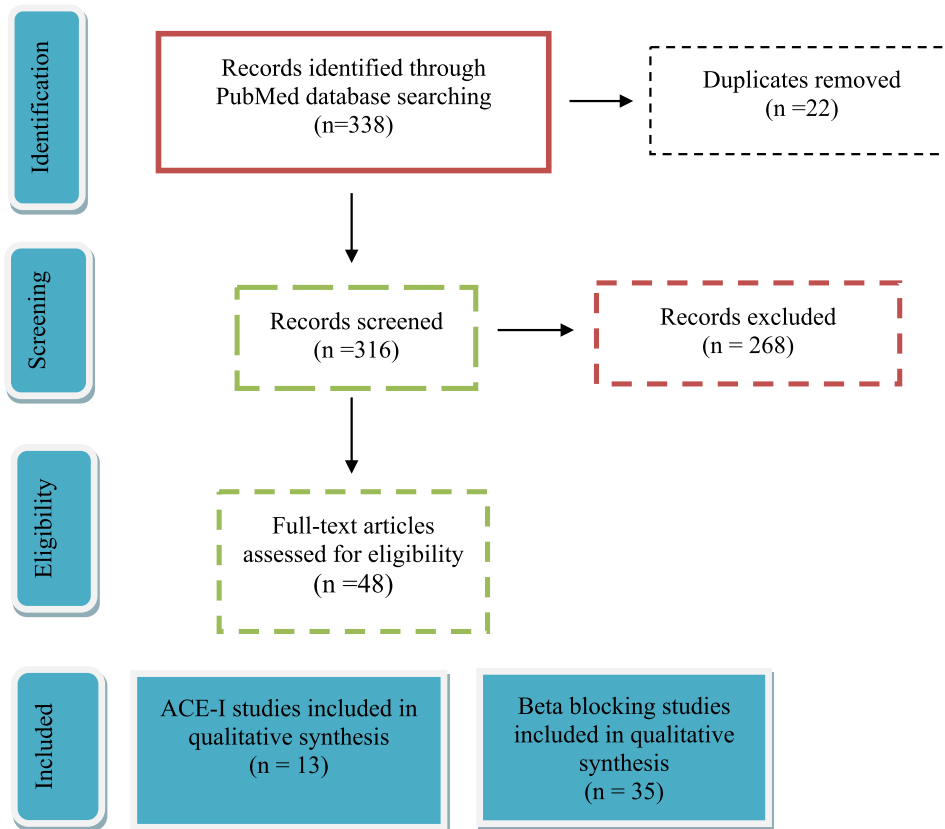 Identification
Records identified through
PubMed database searching
(n=338)
Duplicates removed
(n =22)
Screening
Records screened
(n =316)
Records excluded
(n = 268)
Eligibility
Full-text articles
assessed for eligibility
(n =48)
Included
ACE-I studies included in
qualitative synthesis
(n = 13)
Beta blocking studies
included in qualitative
synthesis
(n = 35)